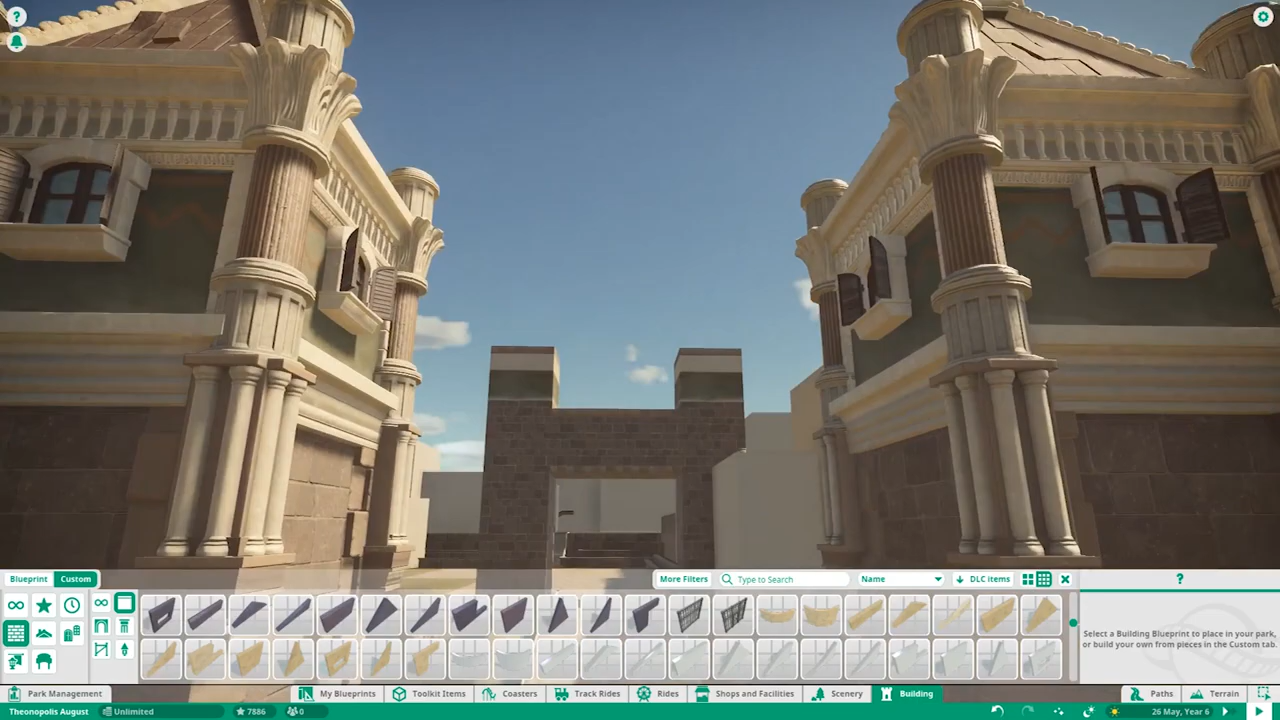 ?
Blueprint Custom More Filters Type to Search Name DLC items ?
Select a Building Blueprint to place in your park,
or build your own from pieces in the Custom tab.
Park Management My Blueprints Toolkit Items Coasters Track Rides Rides Shops and Facilities Scenery Building Paths Terrain
Theonopolis August Unlimited 7886 0 26 May, Year 6